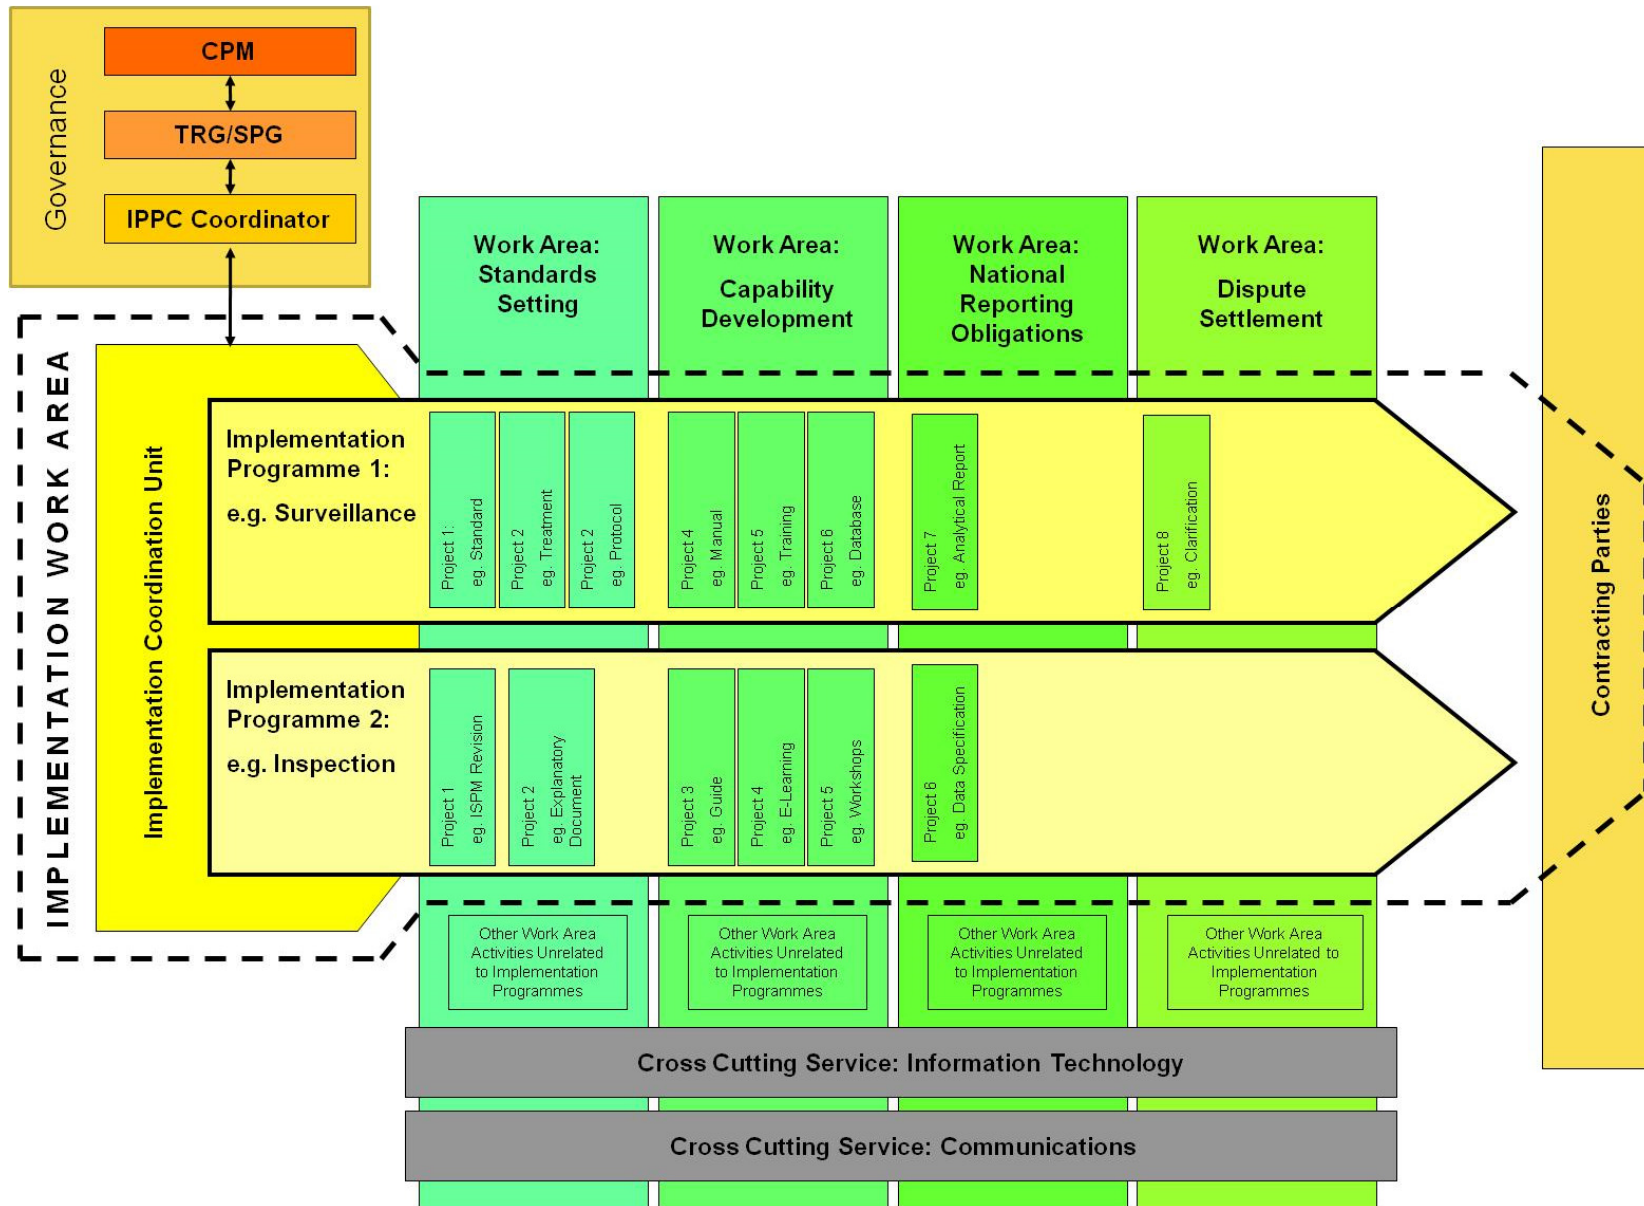 Governance
CPM
TRG/SPG
IPPC Coordinator
Work Area:
Standards
Setting
Work Area:
Capability
Development
Work Area:
National
Reporting
Obligations
Work Area:
Dispute
Settlement
IMPLEMENTATION WORK AREA
Implementation Coordination Unit
Implementation
Programme 1:
e.g. Surveillance
Project 1:
eg. Standard
Project 2
eg. Treatment
Project 2
eg. Protocol
Project 4
eg. Manual
Project 5
eg. Training
Project 6
eg. Database
Project 7
eg. Analytical Report
Project 8
eg. Clarification
Implementation
Programme 2:
e.g. Inspection
Project 1
eg. ISPM Revision
Project 2
eg. Explanatory
Document
Project 3
eg. Guide
Project 4
eg. E-Learning
Project 5
eg. Workshops
Project 6
eg. Data Specification
Contracting Parties
Other Work Area
Activities Unrelated
to Implementation
Programmes
Other Work Area
Activities Unrelated
to Implementation
Programmes
Other Work Area
Activities Unrelated
to Implementation
Programmes
Other Work Area
Activities Unrelated to
Implementation
Programmes
Cross Cutting Service: Information Technology
Cross Cutting Service: Communications